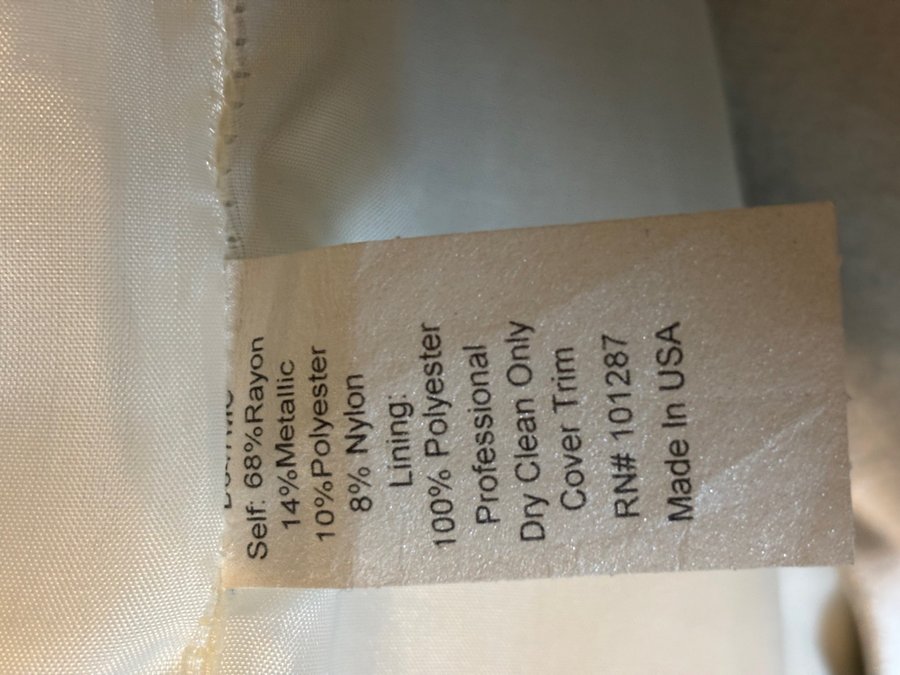 Self: 68%Rayon
14%Metallic
10%Polyester
8% Nylon
Lining:
100% Polyester
Professional
Dry Clean Only
Cover Trim
RN# 101287
Made In USA